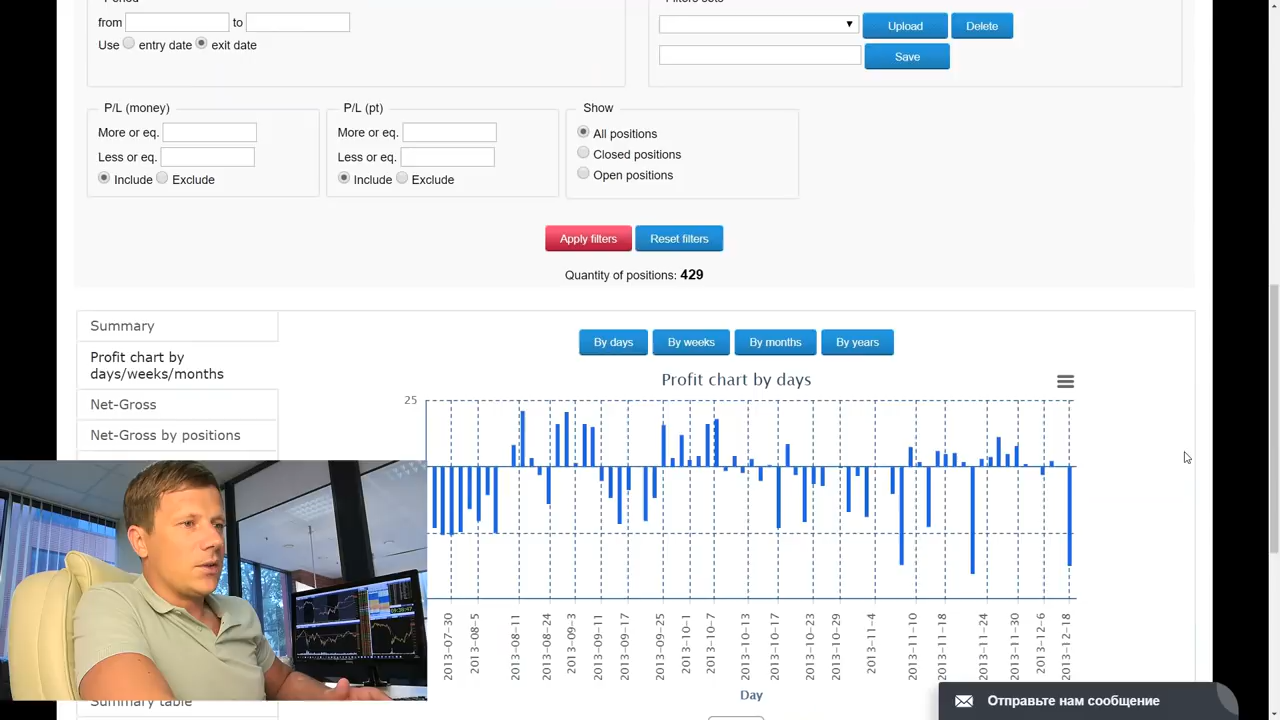 Period
Filters sets
from to
Use entry date exit date
Upload Delete
Save
P/L (money)
More or eq.
Less or eq.
Include Exclude
P/L (pt)
More or eq.
Less or eq.
Include Exclude
Show
All positions
Closed positions
Open positions
Apply filters Reset filters
Quantity of positions: 429
Summary
Profit chart by
days/weeks/months
Net-Gross
Net-Gross by positions
Summary table
By days By weeks By months By years
Profit chart by days
25
2013-07-30
2013-08-5
2013-08-11
2013-08-24
2013-09-3
2013-09-11
2013-09-17
2013-09-25
2013-10-1
2013-10-7
2013-10-13
2013-10-17
2013-10-23
2013-10-29
2013-11-4
2013-11-10
2013-11-18
2013-11-24
2013-11-30
2013-12-6
2013-12-18
Day
Отправьте нам сообщение